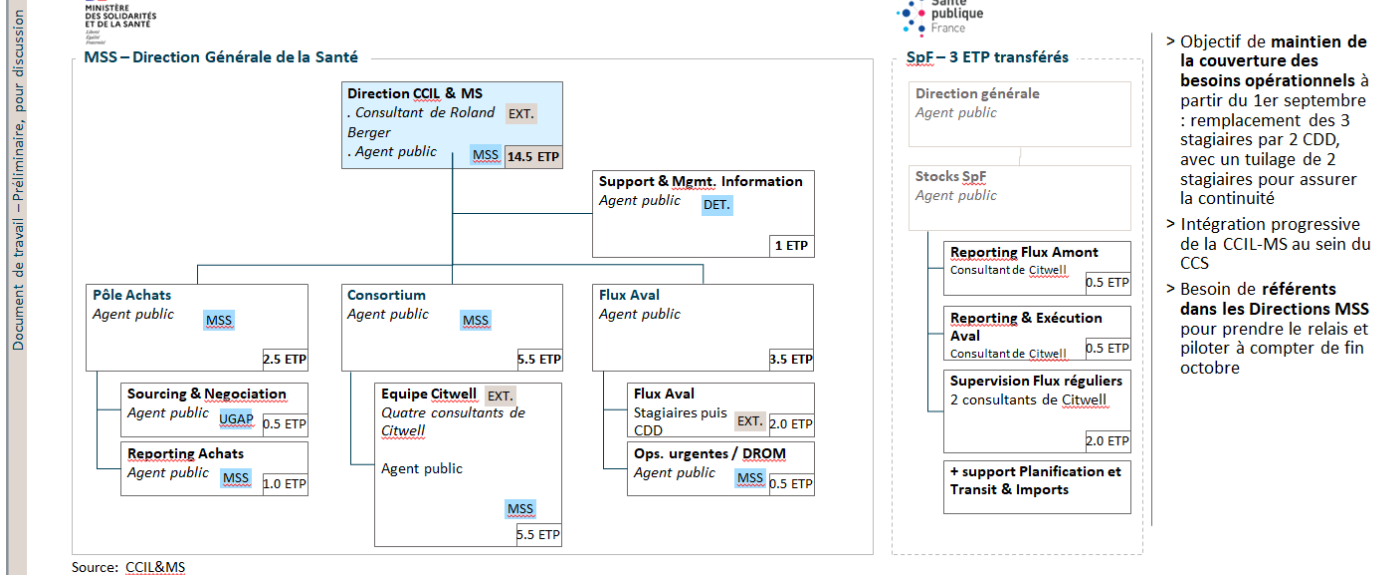 Document de travail – Préliminaire, pour discussion
MINISTÈRE
DES SOLIDARITÉS
ET DE LA SANTÉ
Liberté
Égalité
Fraternité
Santé
publique
France
MSS – Direction Générale de la Santé
Direction CCIL & MS
. Consultant de Roland
Berger
EXT.
. Agent public
MSS
14.5 ETP
Support & Mgmt. Information
Agent public
DET.
1 ETP
Pôle Achats
Agent public
MSS
2.5 ETP
Consortium
Agent public
MSS
5.5 ETP
Flux Aval
Agent public
3.5 ETP
Sourcing & Negociation
Agent public
UGAP
0.5 ETP
Reporting Achats
Agent public
MSS
1.0 ETP
Equipe Citwell EXT.
Quatre consultants de
Citwell
Agent public
MSS
5.5 ETP
Flux Aval
Stagiaires puis
CDD
EXT.
2.0 ETP
Ops. urgentes / DROM
Agent public
MSS
0.5 ETP
SpF – 3 ETP transférés
Direction générale
Agent public
Stocks SpF
Agent public
Reporting Flux Amont
Consultant de Citwell
0.5 ETP
Reporting & Exécution
Aval
Consultant de Citwell
0.5 ETP
Supervision Flux réguliers
2 consultants de Citwell
2.0 ETP
+ support Planification et
Transit & Imports
> Objectif de maintien de
la couverture des
besoins opérationnels à
partir du 1er septembre
: remplacement des 3
stagiaires par 2 CDD,
avec un tuilage de 2
stagiaires pour assurer
la continuité
> Intégration progressive
de la CCIL-MS au sein du
CCS
> Besoin de référents
dans les Directions MSS
pour prendre le relais et
piloter à compter de fin
octobre
Source: CCIL&MS